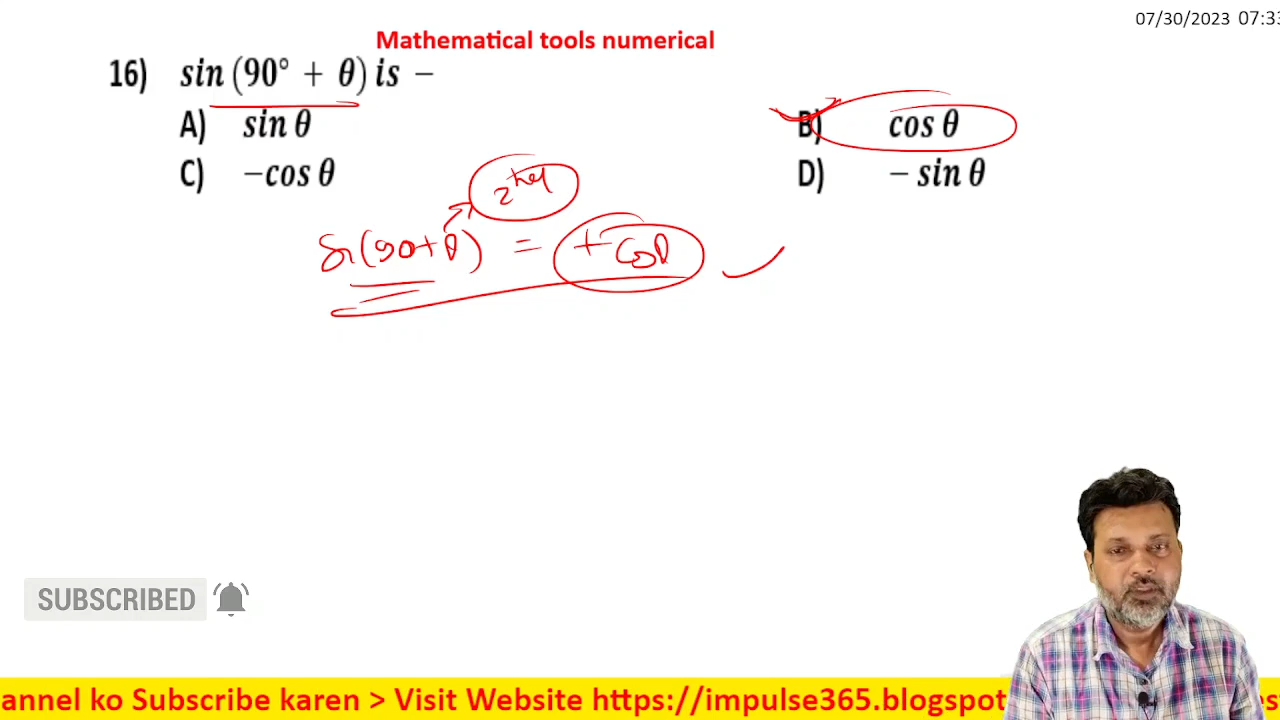 07/30/2023 07:33
Mathematical tools numerical
16) sin (90° + θ) is −
A) sin θ
B) cos θ
C) −cos θ
D) − sin θ
2nd
sin(90+θ) = + cosθ
SUBSCRIBED
annel ko Subscribe karen > Visit Website https://impulse365.blogspot